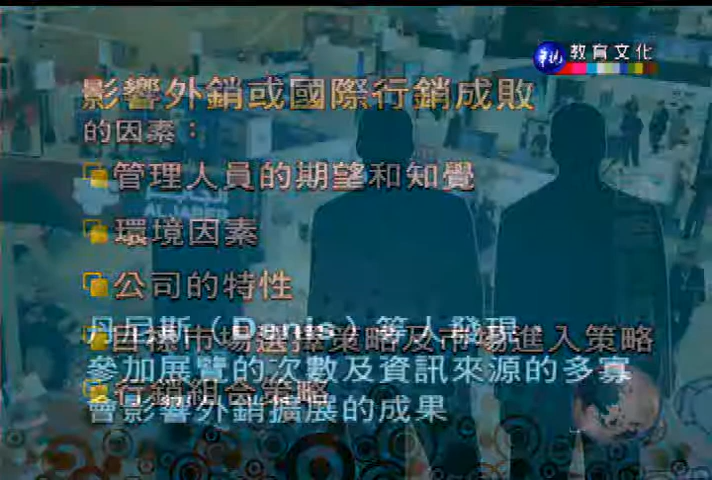 華視 教育文化
影響外銷或國際行銷成敗
的因素：
管理人員的期望和知覺
環境因素
公司的特性
丹尼斯（Denis）等人發現，
目標市場選擇策略及市場進入策略
參加展覽的次數及資訊來源的多寡
行銷組合策略
會影響外銷擴展的成果